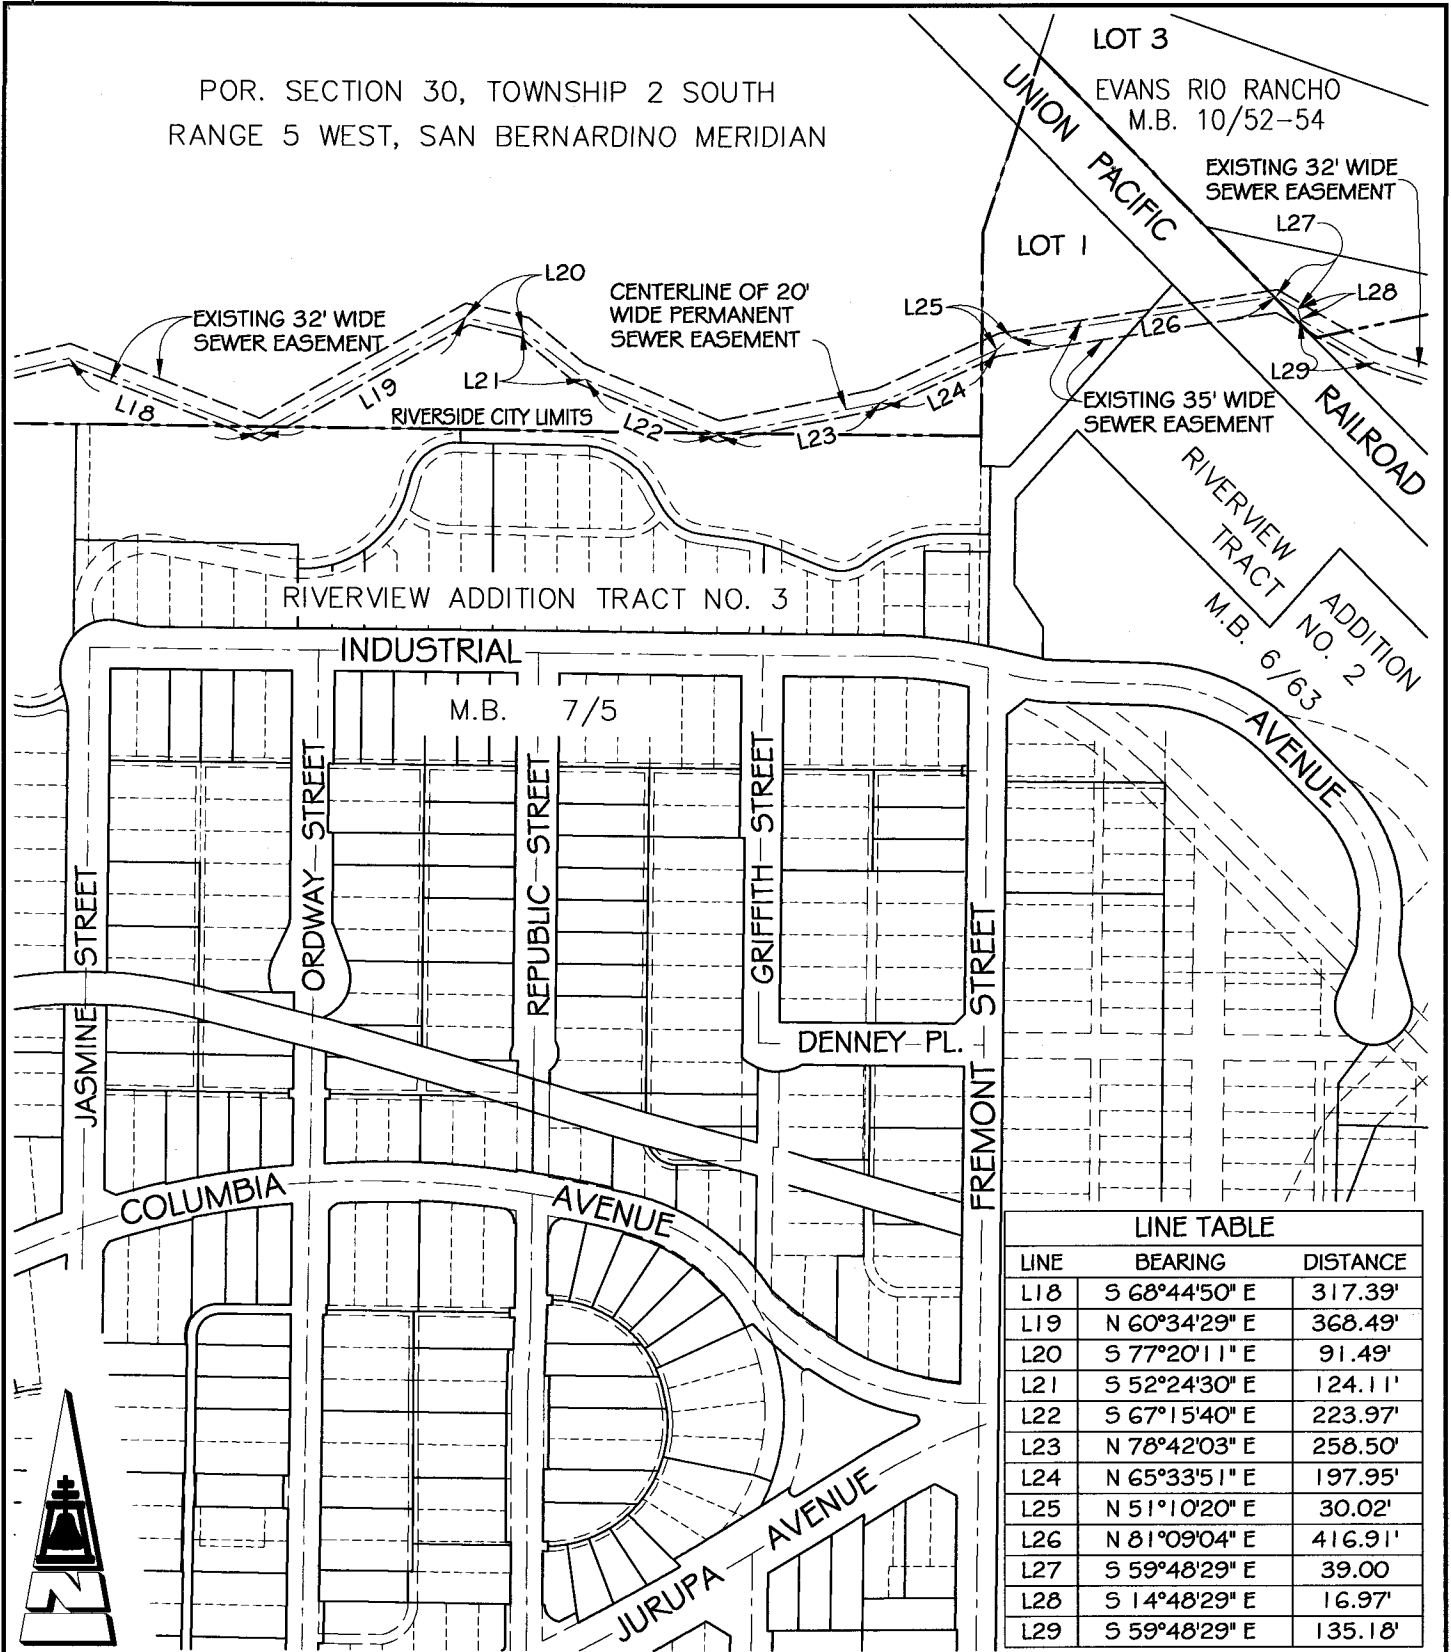 POR. SECTION 30, TOWNSHIP 2 SOUTH
RANGE 5 WEST, SAN BERNARDINO MERIDIAN
LOT 3
EVANS RIO RANCHO
M.B. 10/52-54
UNION PACIFIC RAILROAD
EXISTING 32' WIDE
SEWER EASEMENT
L27
LOT 1
L28
L20
CENTERLINE OF 20'
WIDE PERMANENT
SEWER EASEMENT
L25
L26
EXISTING 32' WIDE
SEWER EASEMENT
L29
L18
L19
L21
RIVERSIDE CITY LIMITS
L22
L23
L24
EXISTING 35' WIDE
SEWER EASEMENT
RIVERVIEW
TRACT
ADDITION
NO. 2
M.B. 6/63
RIVERVIEW ADDITION TRACT NO. 3
INDUSTRIAL
AVENUE
M.B. 7/5
JASMINE STREET
ORDWAY STREET
REPUBLIC STREET
GRIFFITH STREET
FREMONT STREET
DENNEY PL.
COLUMBIA
AVENUE
JURUPA AVENUE
LINE TABLE
LINE BEARING DISTANCE
L18 S 68°44'50" E 317.39'
L19 N 60°34'29" E 368.49'
L20 S 77°20'11" E 91.49'
L21 S 52°24'30" E 124.11'
L22 S 67°15'40" E 223.97'
L23 N 78°42'03" E 258.50'
L24 N 65°33'51" E 197.95'
L25 N 51°10'20" E 30.02'
L26 N 81°09'04" E 416.91'
L27 S 59°48'29" E 39.00
L28 S 14°48'29" E 16.97'
L29 S 59°48'29" E 135.18'
N